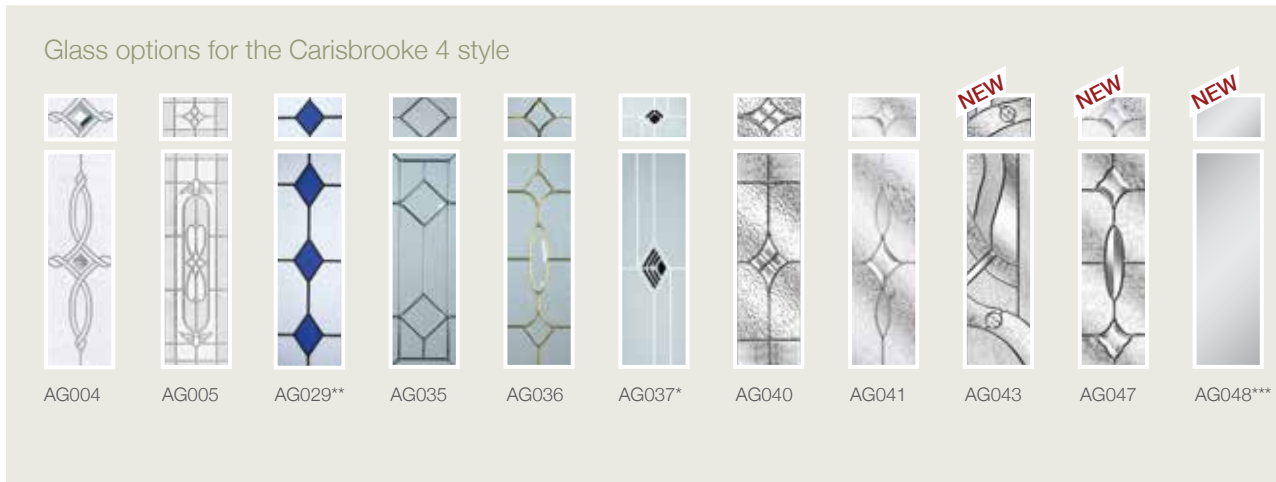 Glass options for the Carisbrooke 4 style
NEW NEW NEW
AG004 AG005 AG029** AG035 AG036 AG037* AG040 AG041 AG043 AG047 AG048***